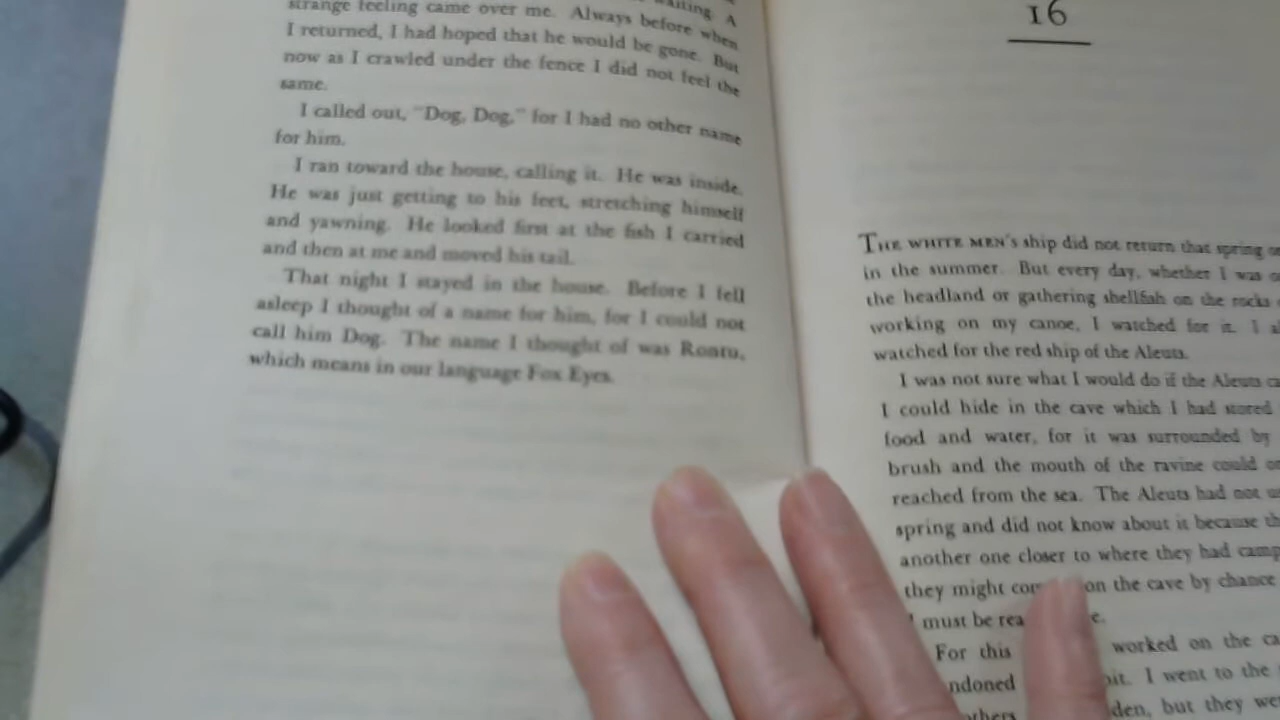 waiting. A
strange feeling came over me. Always before when
I returned, I had hoped that he would be gone. But
now as I crawled under the fence I did not feel the
same.
I called out, "Dog, Dog," for I had no other name
for him.
I ran toward the house, calling it. He was inside.
He was just getting to his feet, stretching himself
and yawning. He looked first at the fish I carried
and then at me and moved his tail.
That night I stayed in the house. Before I fell
asleep I thought of a name for him, for I could not
call him Dog. The name I thought of was Rontu,
which means in our language Fox Eyes.
16
THE WHITE MEN's ship did not return that spring
in the summer. But every day, whether I was
the headland or gathering shellfish on the rocks
working on my canoe, I watched for it. I
watched for the red ship of the Aleuts.
I was not sure what I would do if the Aleuts
I could hide in the cave which I had stored
food and water, for it was surrounded by
brush and the mouth of the ravine could
reached from the sea. The Aleuts had not
spring and did not know about it because
another one closer to where they had
they might on the cave by chance
must be
For this worked on the
I went to the
but they